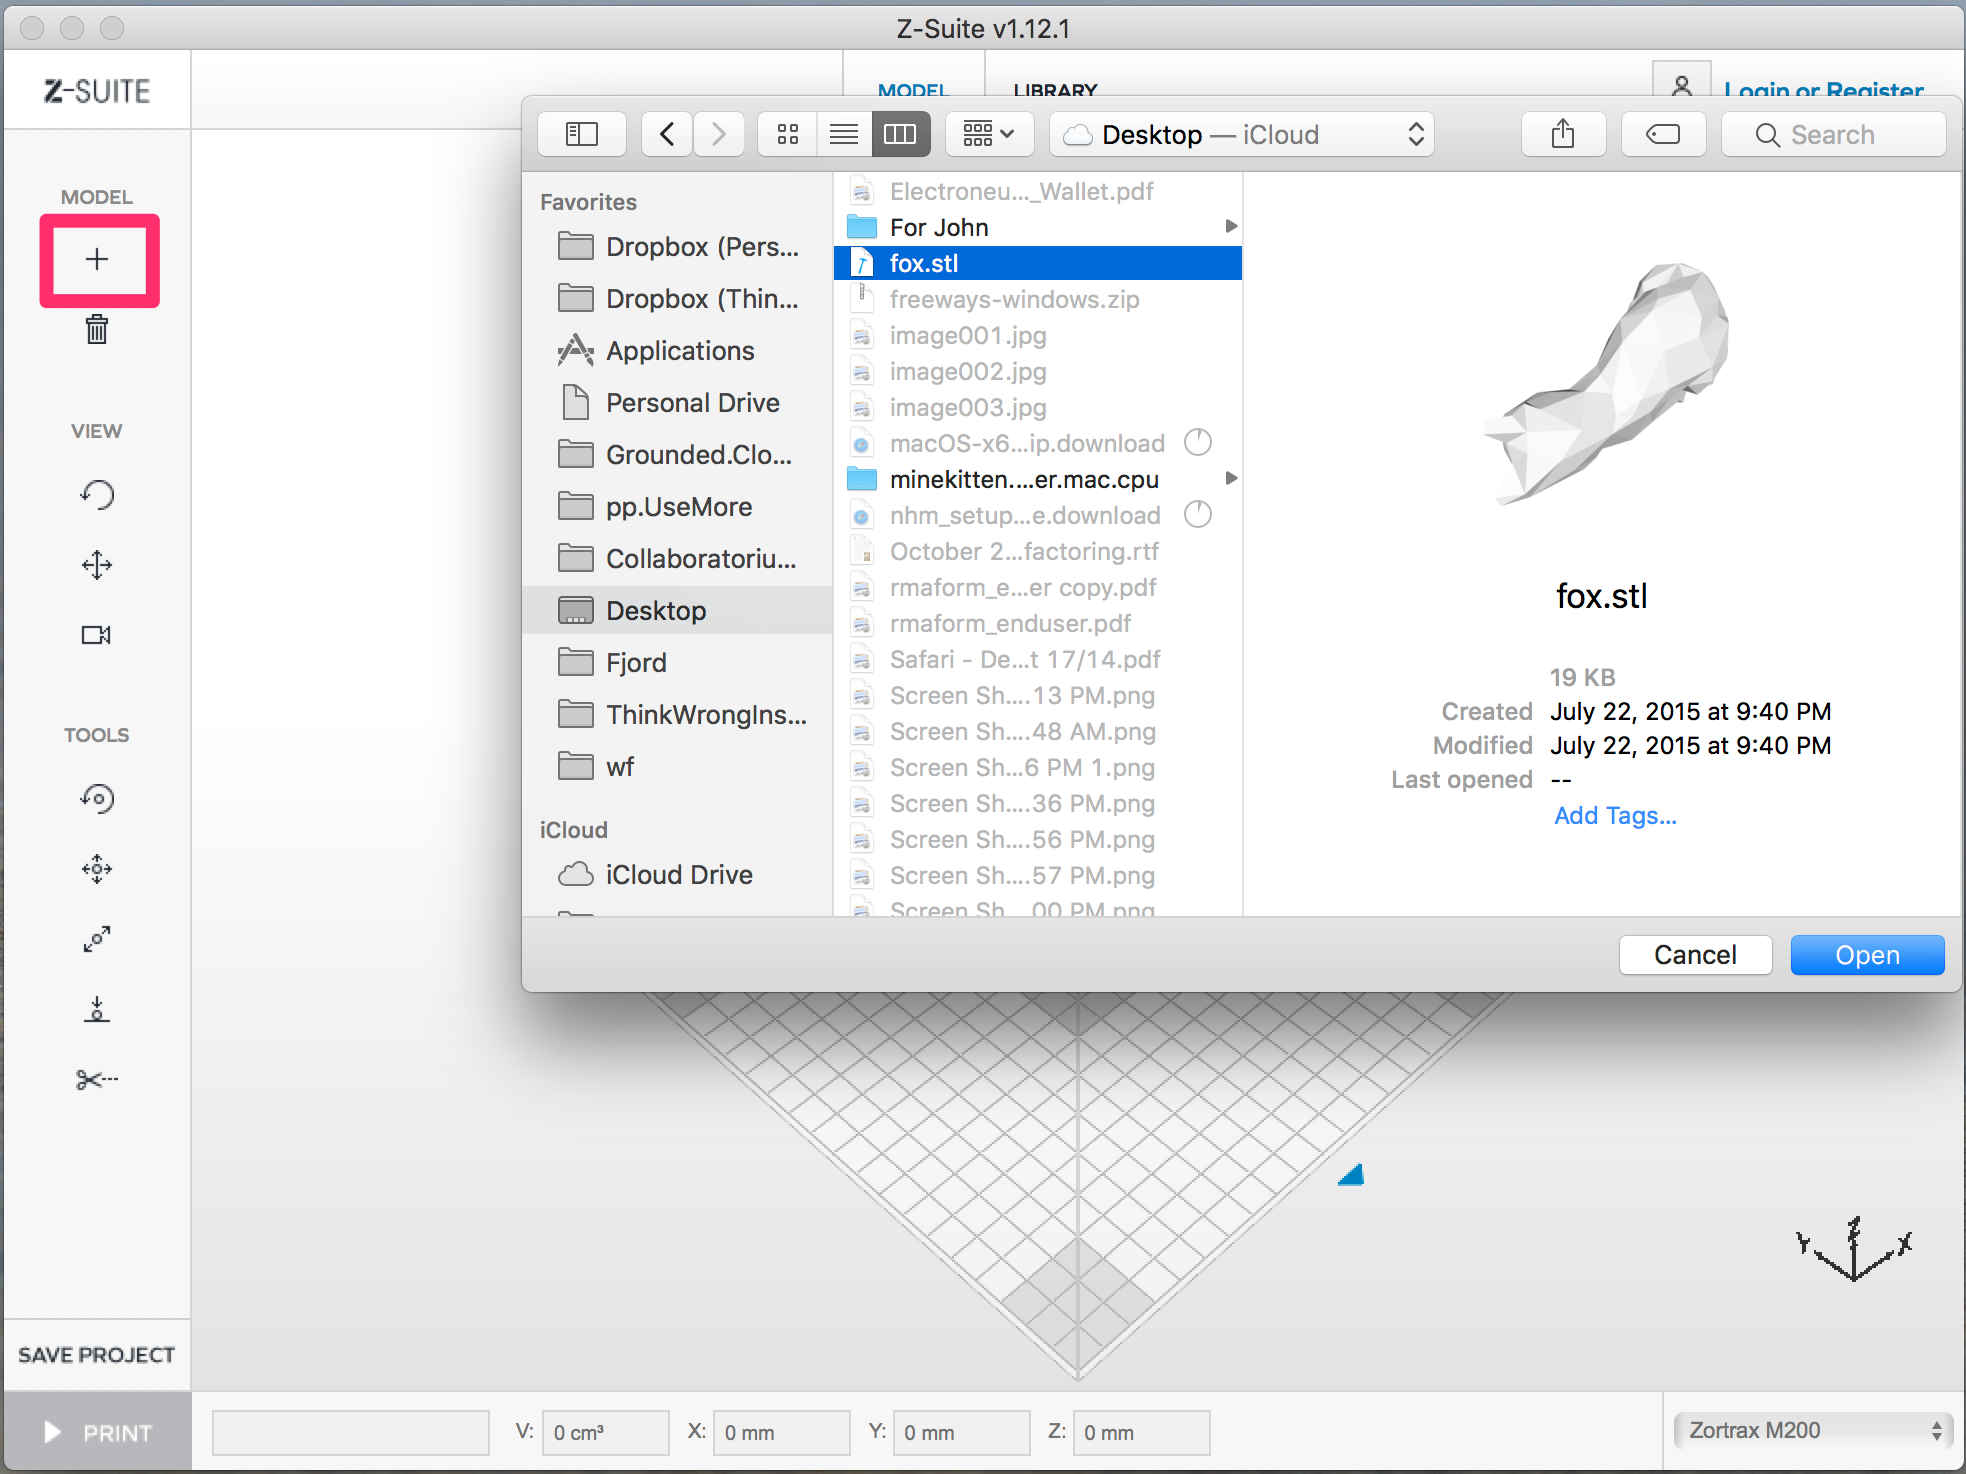 Z-Suite v1.12.1
Z-SUITE
MODEL
LIBRARY
Login or Register
Desktop — iCloud
Search
MODEL
VIEW
TOOLS
SAVE PROJECT
PRINT
Favorites
Dropbox (Pers...
Dropbox (Thin...
Applications
Personal Drive
Grounded.Clo...
pp.UseMore
Collaboratoriu...
Desktop
Fjord
ThinkWrongIns...
wf
iCloud
iCloud Drive
Electroneu..._Wallet.pdf
For John
fox.stl
freeways-windows.zip
image001.jpg
image002.jpg
image003.jpg
macOS-x6...ip.download
minekitten....er.mac.cpu
nhm_setup...e.download
October 2...factoring.rtf
rmaform_e...er copy.pdf
rmaform_enduser.pdf
Safari - De...t 17/14.pdf
Screen Sh....13 PM.png
Screen Sh....48 AM.png
Screen Sh...6 PM 1.png
Screen Sh....36 PM.png
Screen Sh....56 PM.png
Screen Sh....57 PM.png
Screen Sh....00 PM.png
fox.stl
19 KB
Created July 22, 2015 at 9:40 PM
Modified July 22, 2015 at 9:40 PM
Last opened --
Add Tags...
Cancel
Open
Y Z X
V: 0 cm³ X: 0 mm Y: 0 mm Z: 0 mm
Zortrax M200